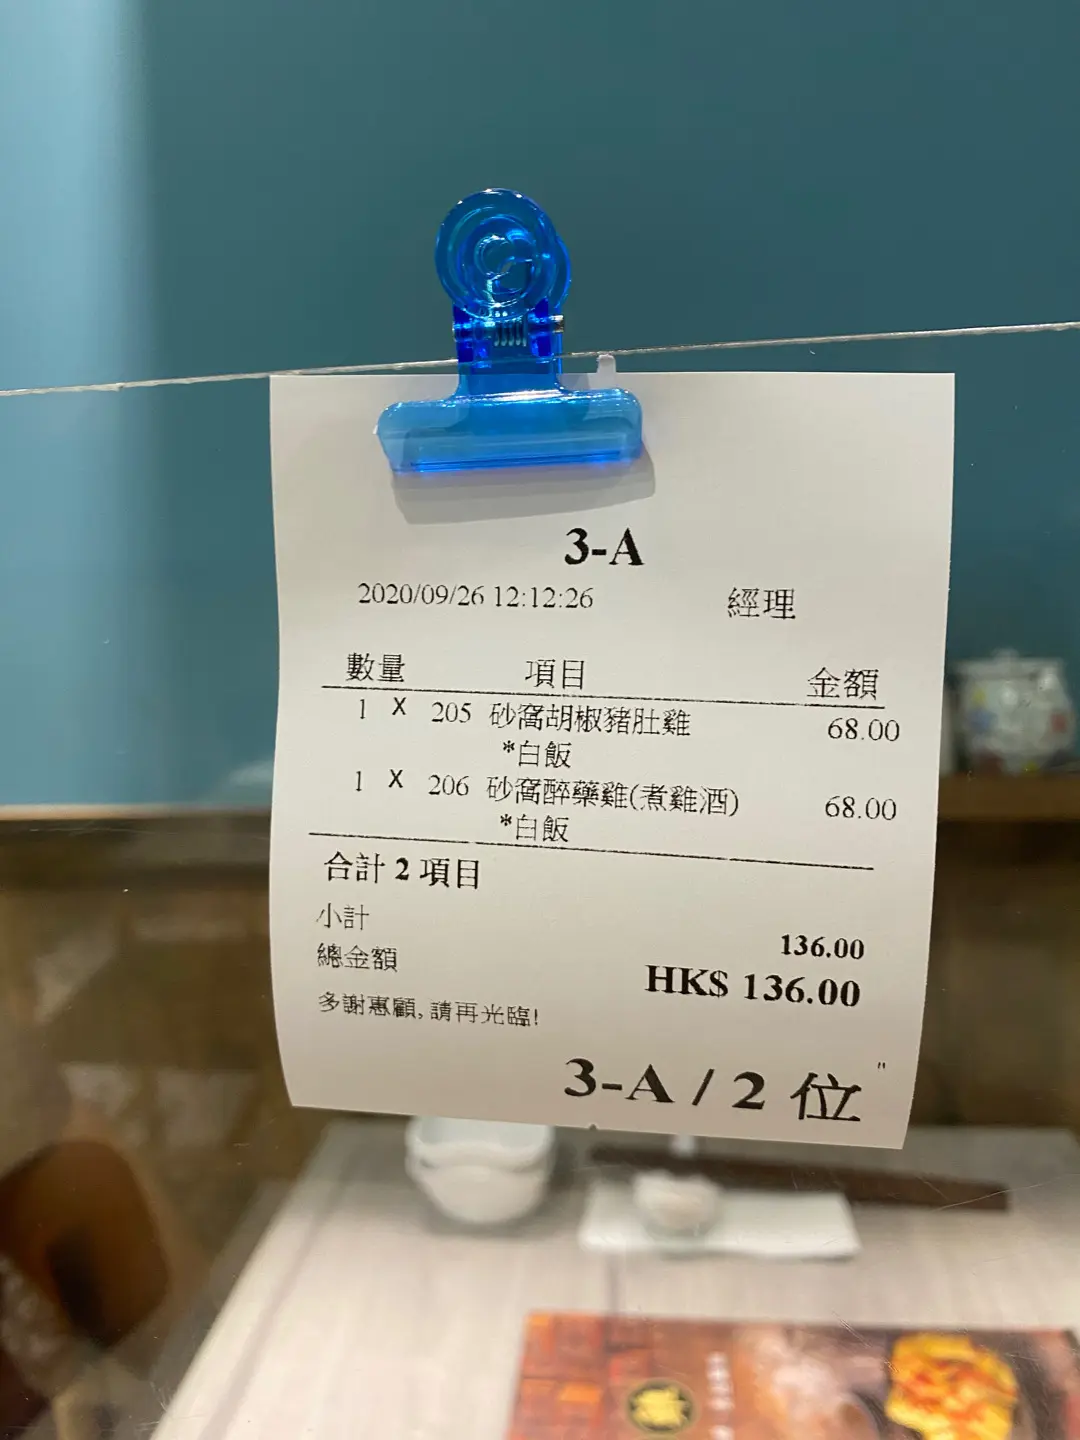 3-A
2020/09/26 12:12:26 經理
數量 項目 金額
1 X 205 砂窩胡椒豬肚雞 68.00
*白飯
1 X 206 砂窩醉藥雞(煮雞酒) 68.00
*白飯
合計 2 項目
小計 136.00
總金額 HK$ 136.00
多謝惠顧, 請再光臨!
3-A / 2 位
"